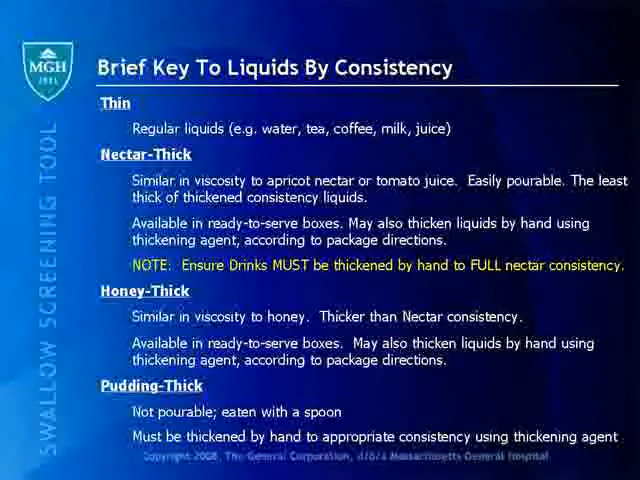 MGH
1811
Brief Key To Liquids By Consistency
SWALLOW SCREENING TOOL
Thin
Regular liquids (e.g. water, tea, coffee, milk, juice)
Nectar-Thick
Similar in viscosity to apricot nectar or tomato juice. Easily pourable. The least
thick of thickened consistency liquids.
Available in ready-to-serve boxes. May also thicken liquids by hand using
thickening agent, according to package directions.
NOTE: Ensure Drinks MUST be thickened by hand to FULL nectar consistency.
Honey-Thick
Similar in viscosity to honey. Thicker than Nectar consistency.
Available in ready-to-serve boxes. May also thicken liquids by hand using
thickening agent, according to package directions.
Pudding-Thick
Not pourable; eaten with a spoon
Must be thickened by hand to appropriate consistency using thickening agent
Copyright 2006, The General Corporation, d/b/a Massachusetts General Hospital